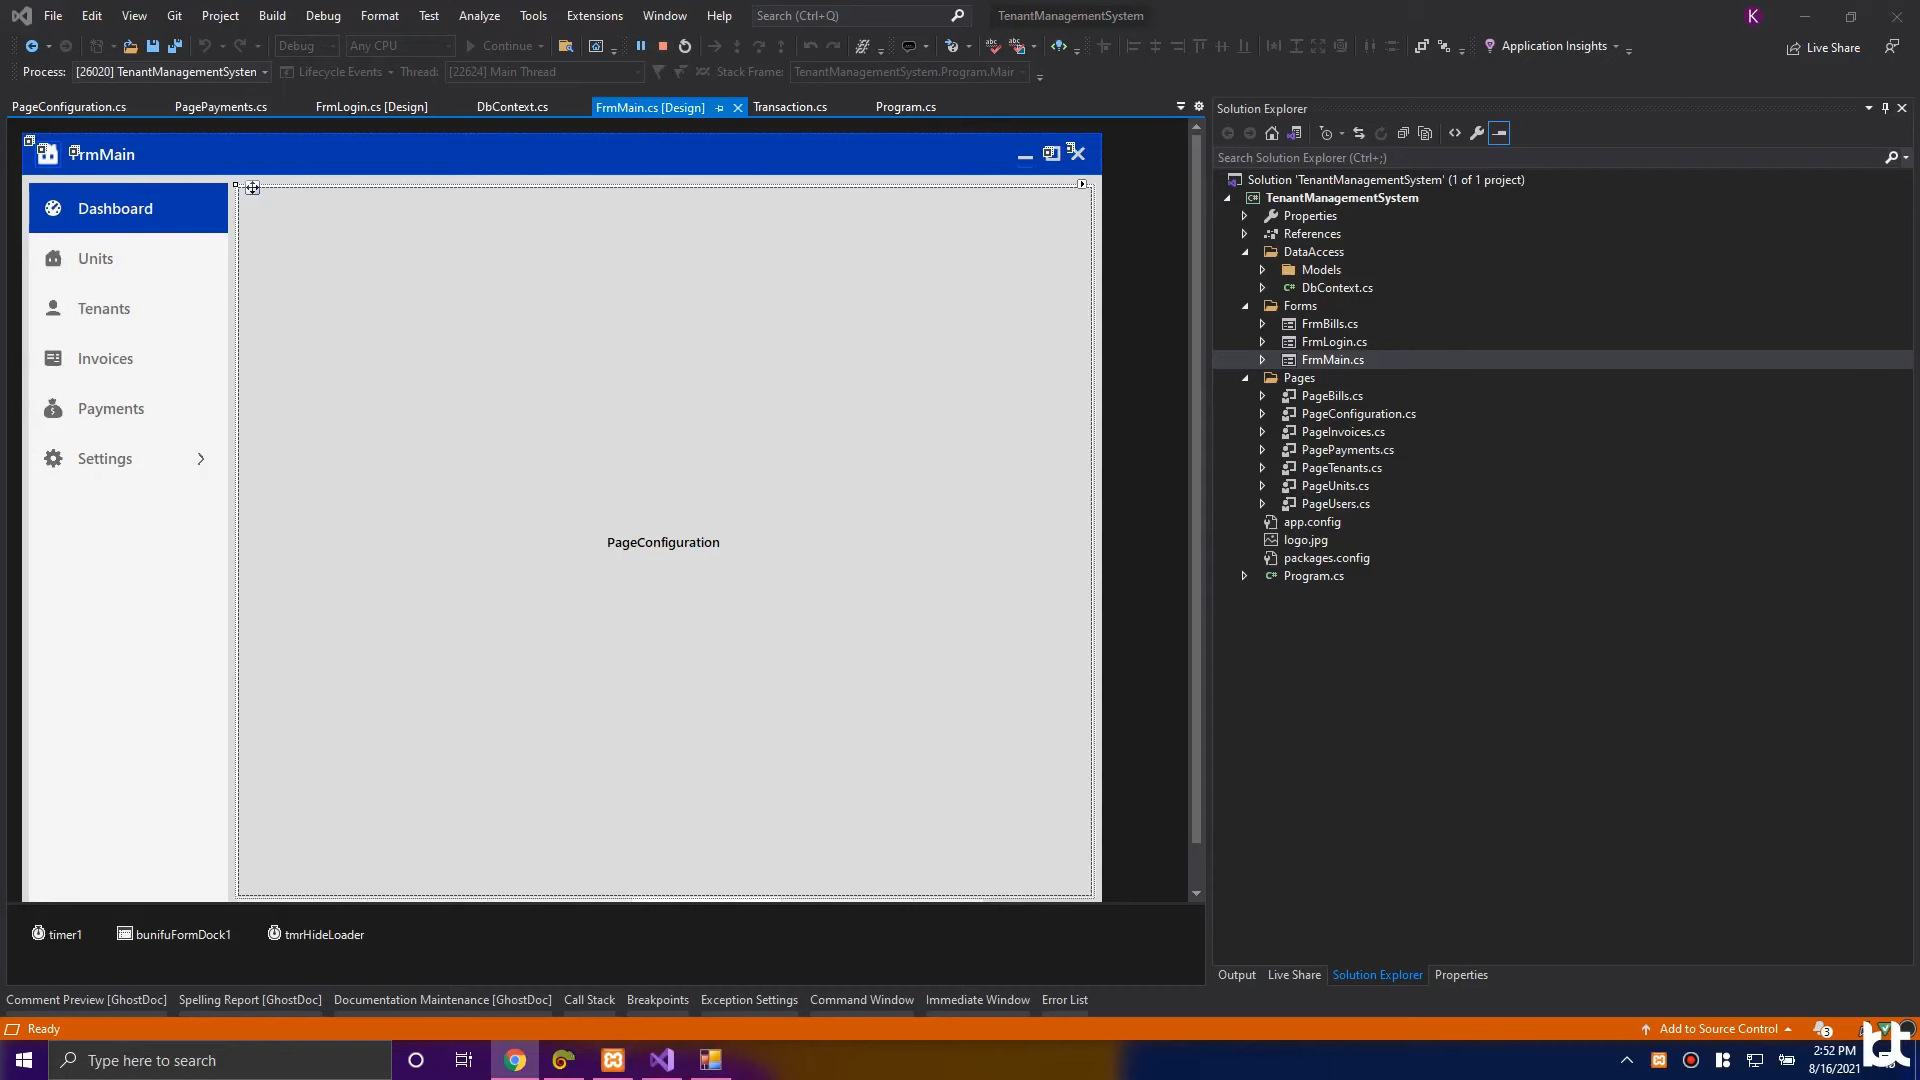 File Edit View Git Project Build Debug Format Test Analyze Tools Extensions Window Help Search (Ctrl+Q) TenantManagementSystem K
Debug Any CPU Continue Application Insights Live Share
Process: [26020] TenantManagementSysten Lifecycle Events Thread: [22624] Main Thread Stack Frame: TenantManagementSystem.Program.Mair
PageConfiguration.cs PagePayments.cs FrmLogin.cs [Design] DbContext.cs FrmMain.cs [Design] Transaction.cs Program.cs
FrmMain
Dashboard
Units
Tenants
Invoices
Payments
Settings
PageConfiguration
timer1 bunifuFormDock1 tmrHideLoader
Solution Explorer
Search Solution Explorer (Ctrl+;)
Solution 'TenantManagementSystem' (1 of 1 project)
TenantManagementSystem
Properties
References
DataAccess
Models
DbContext.cs
Forms
FrmBills.cs
FrmLogin.cs
FrmMain.cs
Pages
PageBills.cs
PageConfiguration.cs
PageInvoices.cs
PagePayments.cs
PageTenants.cs
PageUnits.cs
PageUsers.cs
app.config
logo.jpg
packages.config
Program.cs
Output Live Share Solution Explorer Properties
Comment Preview [GhostDoc] Spelling Report [GhostDoc] Documentation Maintenance [GhostDoc] Call Stack Breakpoints Exception Settings Command Window Immediate Window Error List
Ready Add to Source Control 3
Type here to search
2:52 PM
8/16/2021